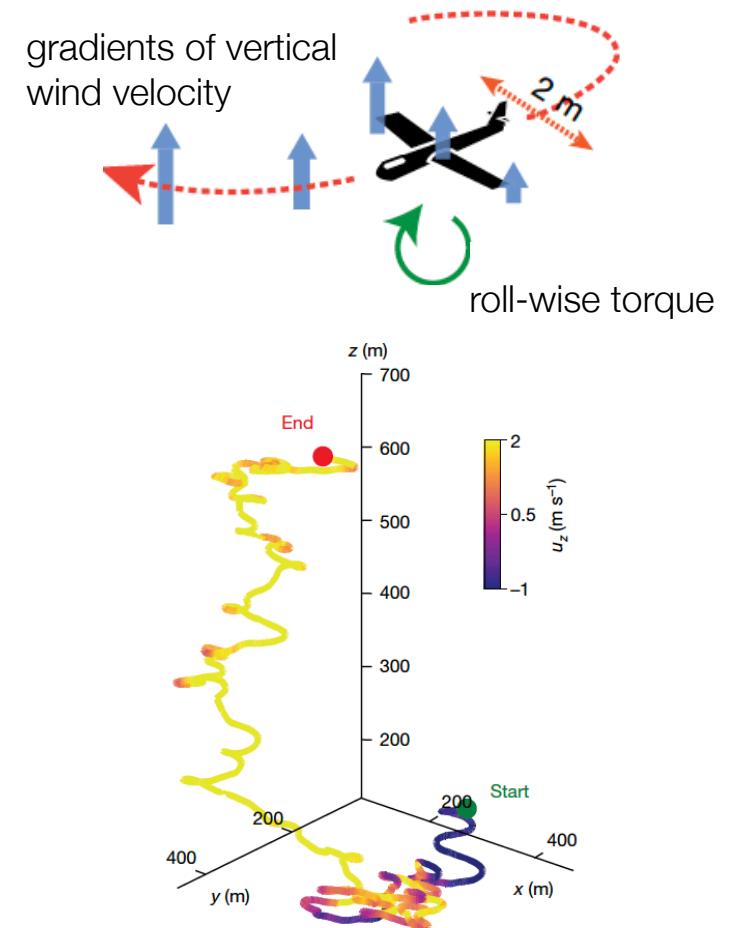 gradients of vertical
wind velocity
2 m
roll-wise torque
z (m)
700
End
600
2
500
0.5
u_z (m s⁻¹)
400
−1
300
200
Start
200
200
400
400
y (m)
x (m)